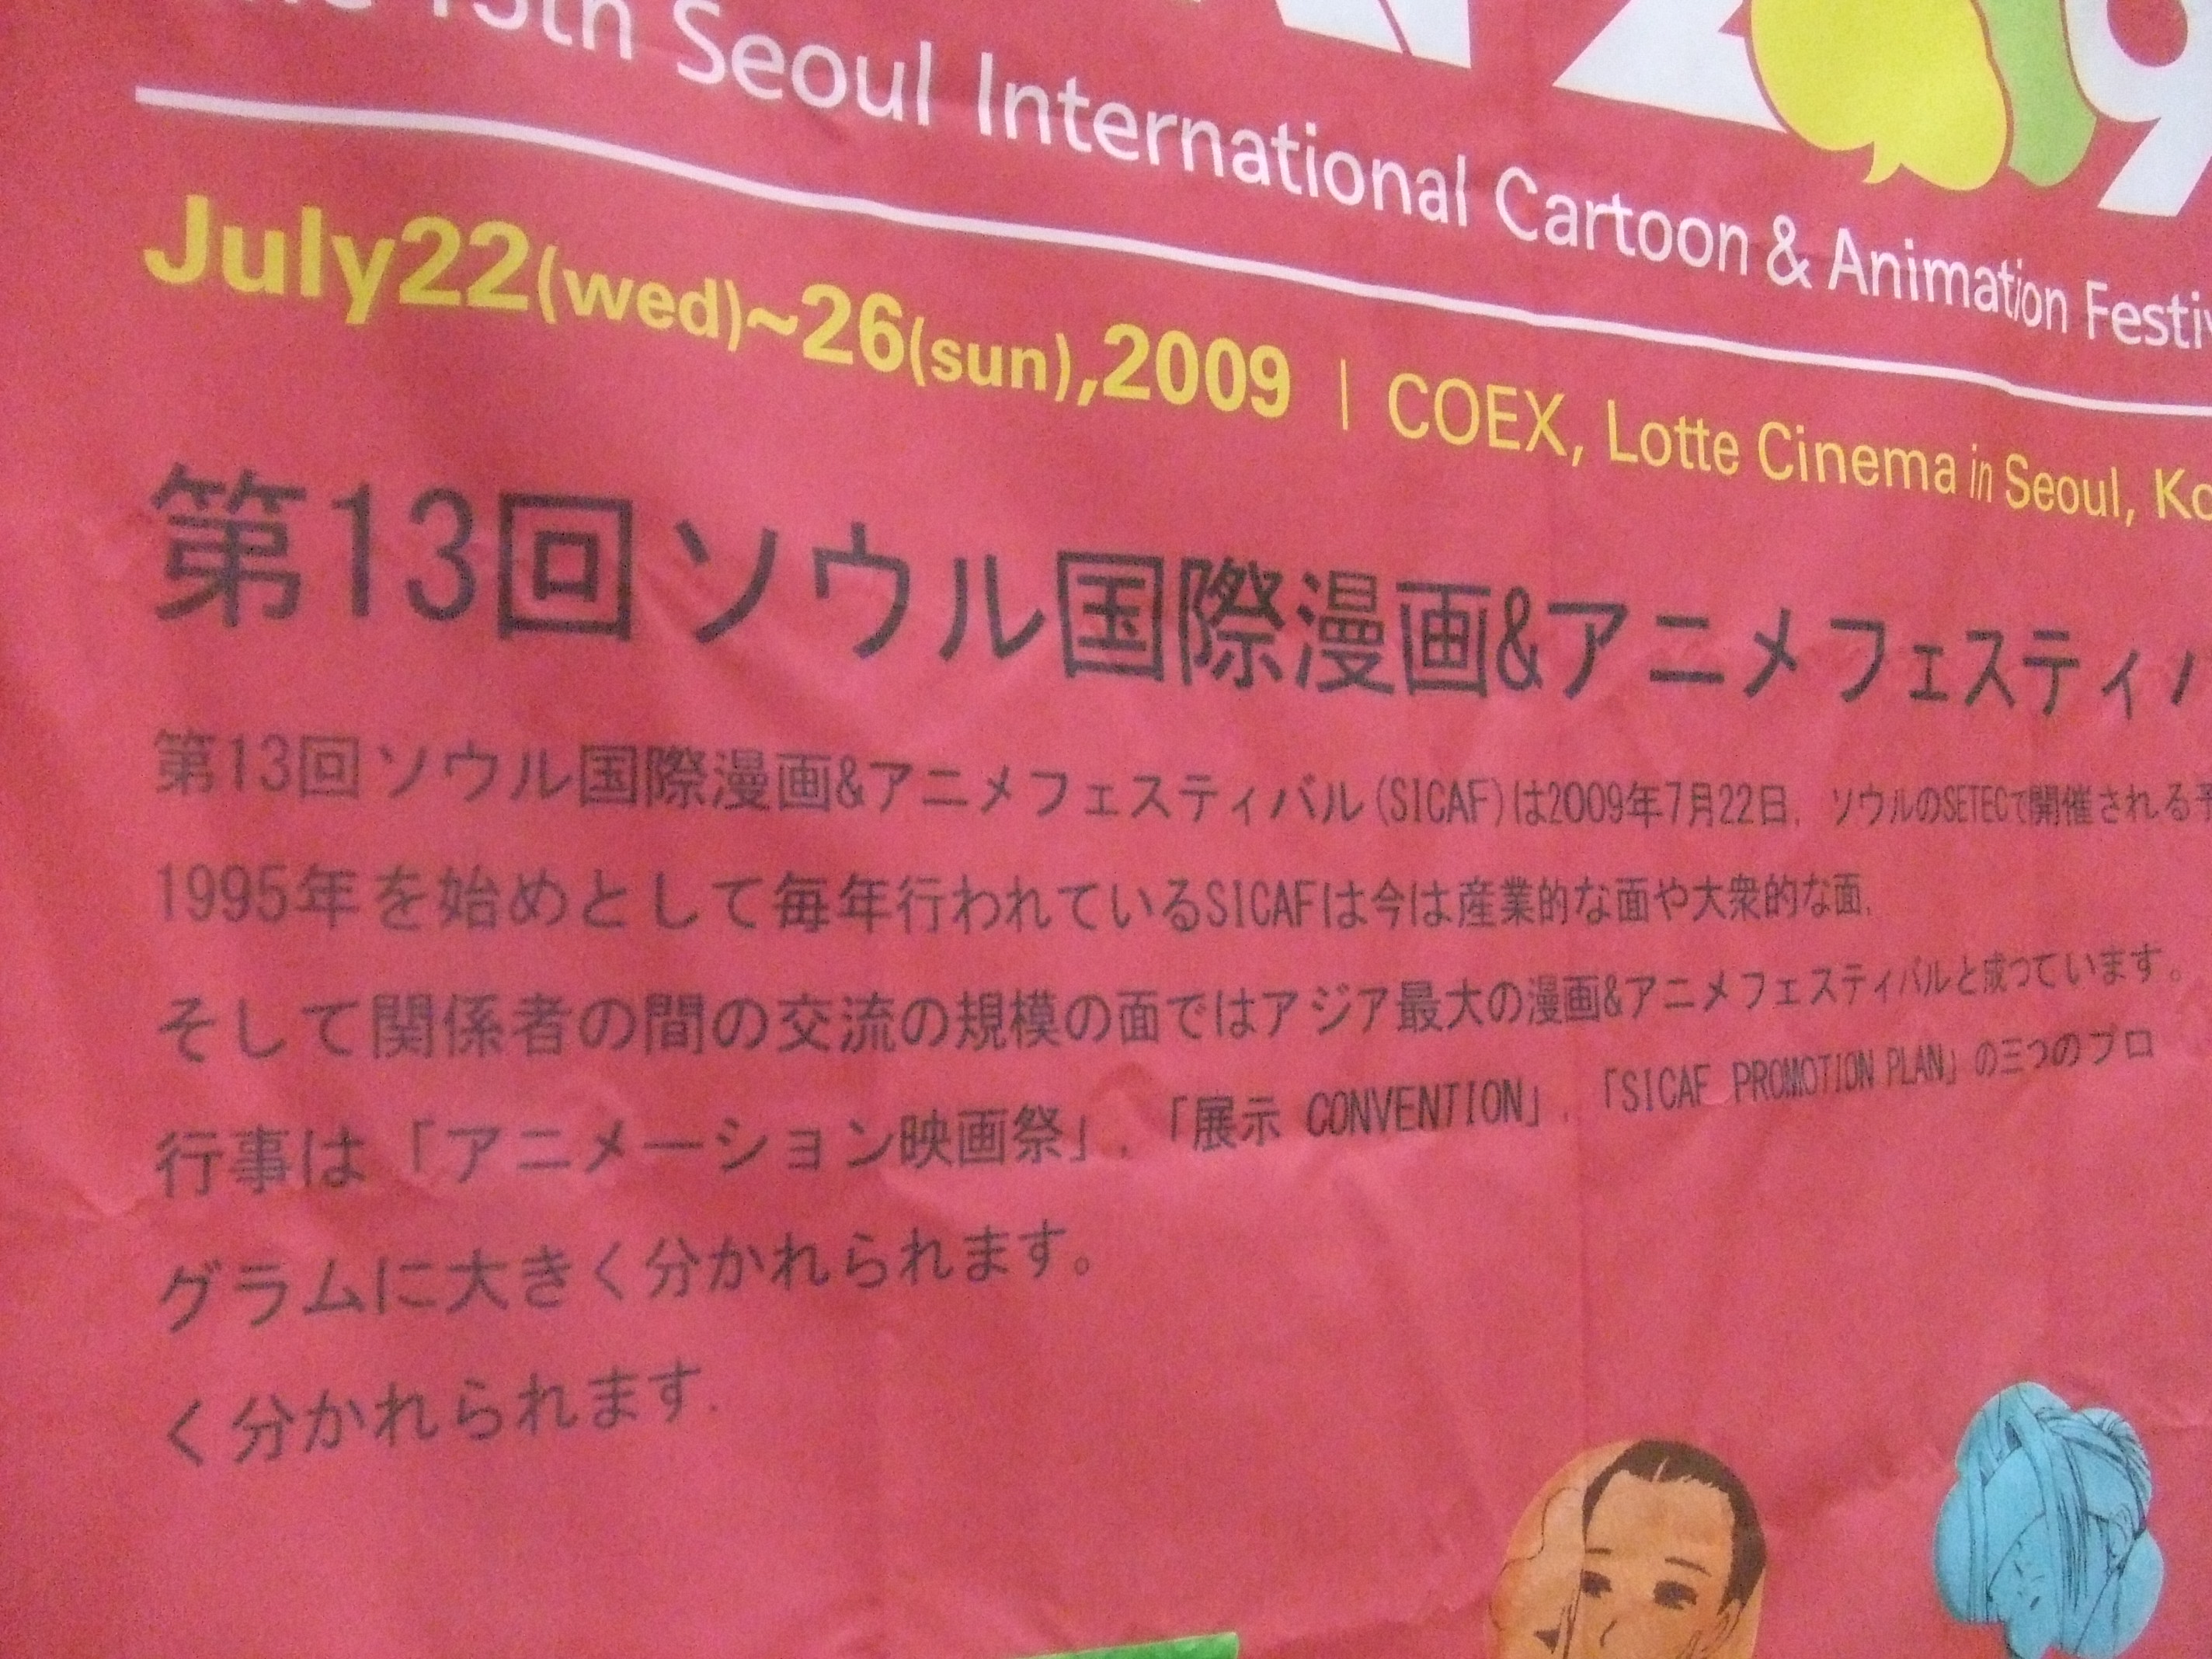 2009
13th Seoul International Cartoon & Animation
July22(wed)~26(sun),2009 | COEX, Lotte Cinema in Seoul,
第13回ソウル国際漫画&アニメフェスティ
第13回ソウル国際漫画&アニメフェスティバル(SICAF)は2009年7月22日, ソウルのSETECで開催される
1995年を始めとして毎年行われているSICAFは今は産業的な面や大衆的な面,
そして関係者の間の交流の規模の面ではアジア最大の漫画&アニメフェスティバルと成つています。
行事は「アニメーション映画祭」,「展示 CONVENTION」,「SICAF PROMOTION PLAN」の三つのプロ
グラムに大きく分かれられます。
く分かれられます.